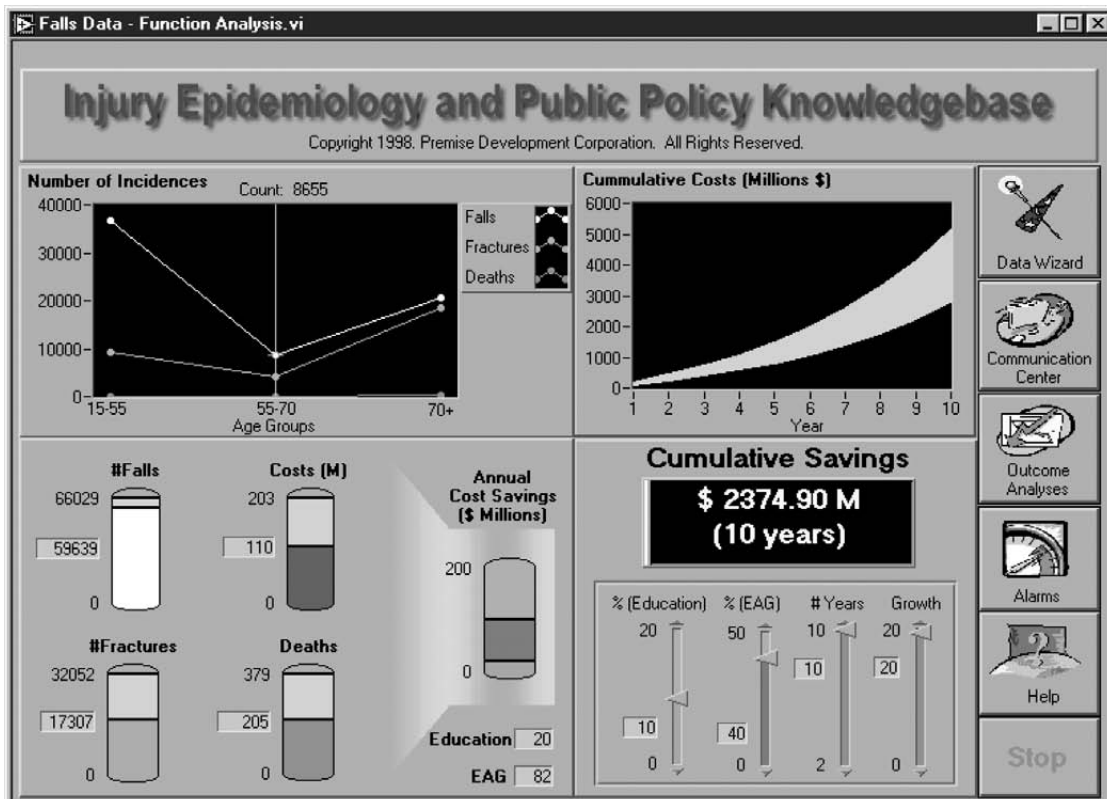 Falls Data - Function Analysis.vi
Injury Epidemiology and Public Policy Knowledgebase
Copyright 1998. Premise Development Corporation. All Rights Reserved.
Number of Incidences
Count: 8655
40000
30000
20000
10000
0
15-55
55-70
70+
Age Groups
Falls
Fractures
Deaths
Cummulative Costs (Millions $)
6000
5000
4000
3000
2000
1000
0
1 2 3 4 5 6 7 8 9 10
Year
Data Wizard
Communication
Center
Outcome
Analyses
Alarms
Help
Stop
#Falls
66029
59639
0
Costs (M)
203
110
0
#Fractures
32052
17307
0
Deaths
379
205
0
Annual
Cost Savings
($ Millions)
200
0
Education 20
EAG 82
Cumulative Savings
$ 2374.90 M
(10 years)
% (Education)
20
10
0
% (EAG)
50
40
0
# Years
10
10
2
Growth
20
20
0